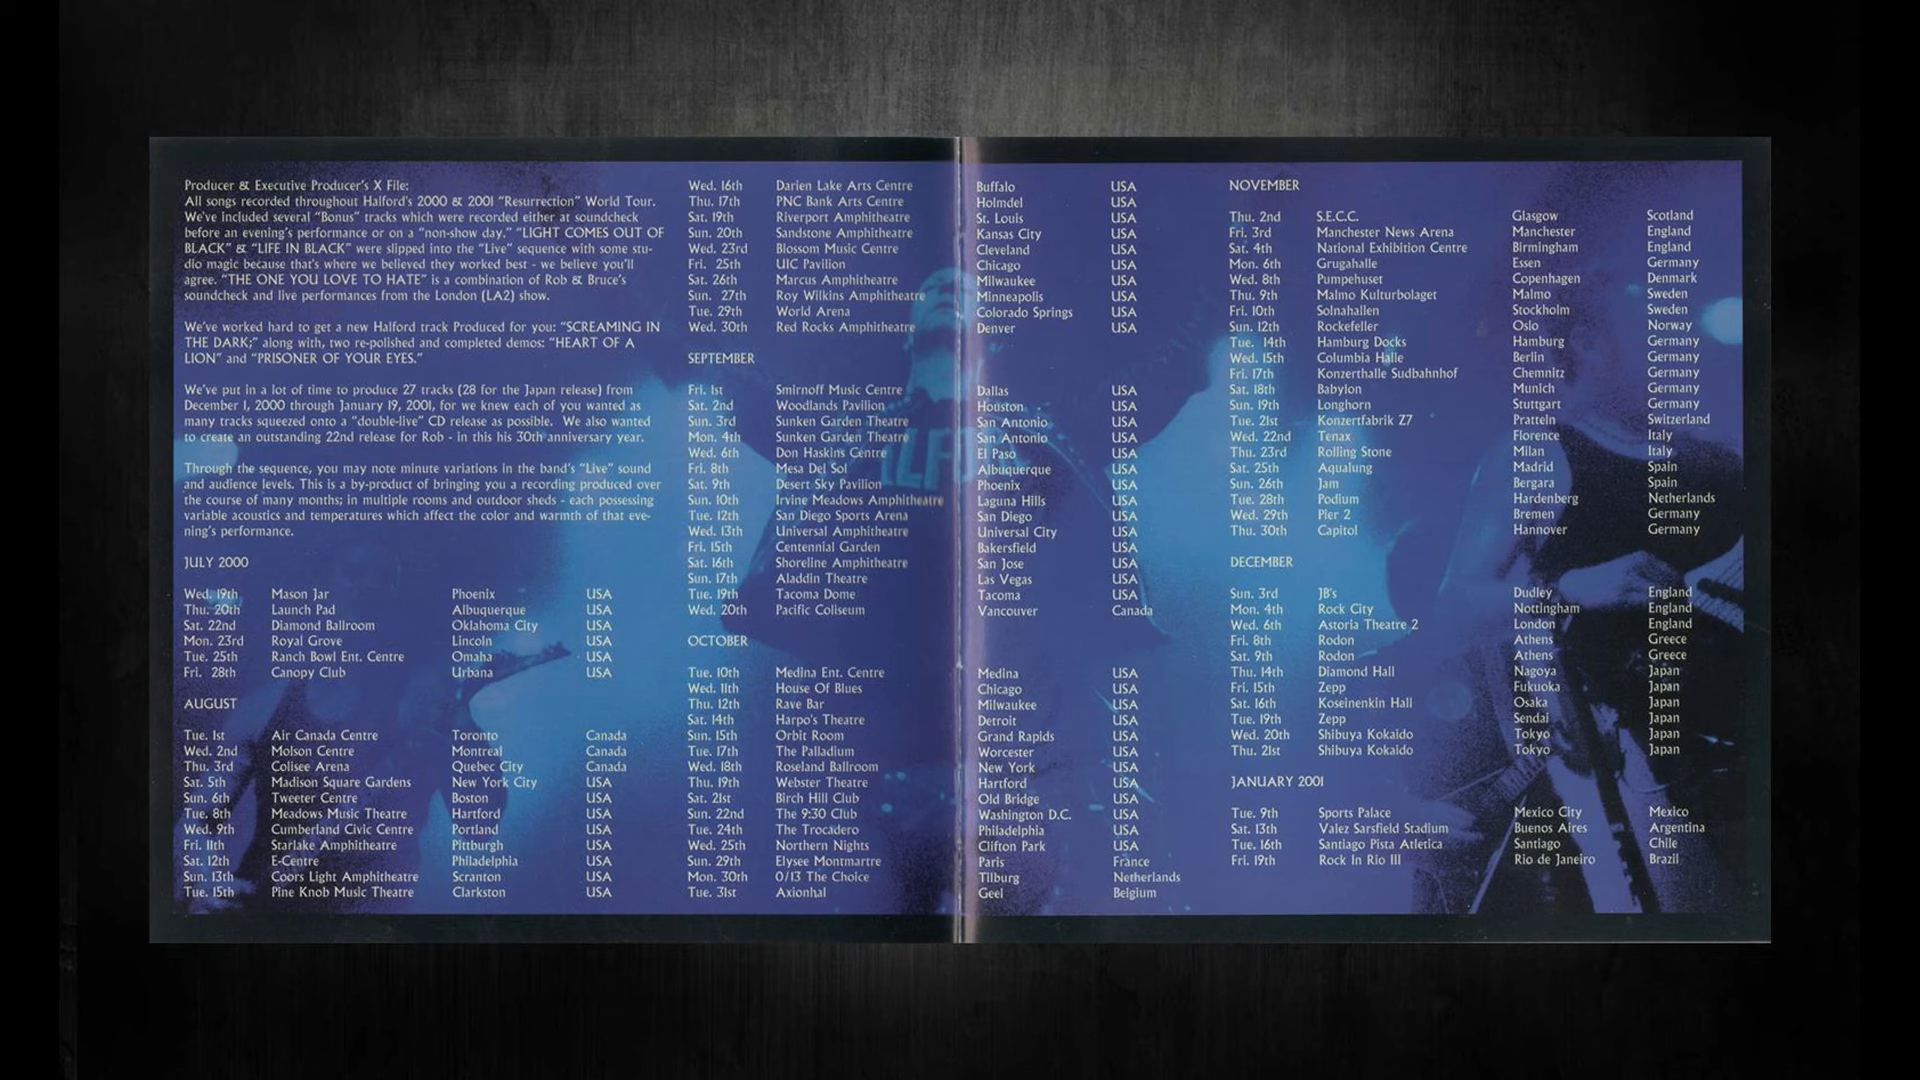 Producer & Executive Producer's X File:
All songs recorded throughout Halford's 2000 & 2001 "Resurrection" World Tour.
We've included several "Bonus" tracks which were recorded either at soundcheck
before an evening's performance or on a "non-show day." "LIGHT COMES OUT OF
BLACK" & "LIFE IN BLACK" were slipped into the "Live" sequence with some stu-
dio magic because that's where we believed they worked best - we believe you'll
agree. "THE ONE YOU LOVE TO HATE" is a combination of Rob & Bruce's
soundcheck and live performances from the London (LA2) show.
We've worked hard to get a new Halford track Produced for you: "SCREAMING IN
THE DARK;" along with, two re-polished and completed demos: "HEART OF A
LION" and "PRISONER OF YOUR EYES."
We've put in a lot of time to produce 27 tracks (28 for the Japan release) from
December 1, 2000 through January 19, 2001, for we knew each of you wanted as
many tracks squeezed onto a "double-live" CD release as possible. We also wanted
to create an outstanding 22nd release for Rob - in this his 30th anniversary year.
Through the sequence, you may note minute variations in the band's "Live" sound
and audience levels. This is a by-product of bringing you a recording produced over
the course of many months; in multiple rooms and outdoor sheds - each possessing
variable acoustics and temperatures which affect the color and warmth of that eve-
ning's performance.
JULY 2000
Wed. 19th Mason Jar Phoenix USA
Thu. 20th Launch Pad Albuquerque USA
Sat. 22nd Diamond Ballroom Oklahoma City USA
Mon. 23rd Royal Grove Lincoln USA
Tue. 25th Ranch Bowl Ent. Centre Omaha USA
Fri. 28th Canopy Club Urbana USA
AUGUST
Tue. 1st Air Canada Centre Toronto Canada
Wed. 2nd Molson Centre Montreal Canada
Thu. 3rd Colisee Arena Quebec City Canada
Sat. 5th Madison Square Gardens New York City USA
Sun. 6th Tweeter Centre Boston USA
Tue. 8th Meadows Music Theatre Hartford USA
Wed. 9th Cumberland Civic Centre Portland USA
Fri. 11th Starlake Amphitheatre Pittburgh USA
Sat. 12th E-Centre Philadelphia USA
Sun. 13th Coors Light Amphitheatre Scranton USA
Tue. 15th Pine Knob Music Theatre Clarkston USA
Wed. 16th Darien Lake Arts Centre Buffalo USA
Thu. 17th PNC Bank Arts Centre Holmdel USA
Sat. 19th Riverport Amphitheatre St. Louis USA
Sun. 20th Sandstone Amphitheatre Kansas City USA
Wed. 23rd Blossom Music Centre Cleveland USA
Fri. 25th UIC Pavilion Chicago USA
Sat. 26th Marcus Amphitheatre Milwaukee USA
Sun. 27th Roy Wilkins Amphitheatre Minneapolis USA
Tue. 29th World Arena Colorado Springs USA
Wed. 30th Red Rocks Amphitheatre Denver USA
SEPTEMBER
Fri. 1st Smirnoff Music Centre Dallas USA
Sat. 2nd Woodlands Pavilion Houston USA
Sun. 3rd Sunken Garden Theatre San Antonio USA
Mon. 4th Sunken Garden Theatre San Antonio USA
Wed. 6th Don Haskins Centre El Paso USA
Fri. 8th Mesa Del Sol Albuquerque USA
Sat. 9th Desert Sky Pavilion Phoenix USA
Sun. 10th Irvine Meadows Amphitheatre Laguna Hills USA
Tue. 12th San Diego Sports Arena San Diego USA
Wed. 13th Universal Amphitheatre Universal City USA
Fri. 15th Centennial Garden Bakersfield USA
Sat. 16th Shoreline Amphitheatre San Jose USA
Sun. 17th Aladdin Theatre Las Vegas USA
Tue. 19th Tacoma Dome Tacoma USA
Wed. 20th Pacific Coliseum Vancouver Canada
OCTOBER
Tue. 10th Medina Ent. Centre Medina USA
Wed. 11th House Of Blues Chicago USA
Thu. 12th Rave Bar Milwaukee USA
Sat. 14th Harpo's Theatre Detroit USA
Sun. 15th Orbit Room Grand Rapids USA
Tue. 17th The Palladium Worcester USA
Wed. 18th Roseland Ballroom New York USA
Thu. 19th Webster Theatre Hartford USA
Sat. 21st Birch Hill Club Old Bridge USA
Sun. 22nd The 9:30 Club Washington D.C. USA
Tue. 24th The Trocadero Philadelphia USA
Wed. 25th Northern Nights Clifton Park USA
Sun. 29th Elysee Montmartre Paris France
Mon. 30th 0/13 The Choice Tilburg Netherlands
Tue. 31st Axionhal Geel Belgium
NOVEMBER
Thu. 2nd S.E.C.C. Glasgow Scotland
Fri. 3rd Manchester News Arena Manchester England
Sat. 4th National Exhibition Centre Birmingham England
Mon. 6th Grugahalle Essen Germany
Wed. 8th Pumpehuset Copenhagen Denmark
Thu. 9th Malmo Kulturbolaget Malmo Sweden
Fri. 10th Solnahallen Stockholm Sweden
Sun. 12th Rockefeller Oslo Norway
Tue. 14th Hamburg Docks Hamburg Germany
Wed. 15th Columbia Halle Berlin Germany
Fri. 17th Konzerthalle Sudbahnhof Chemnitz Germany
Sat. 18th Babylon Munich Germany
Sun. 19th Longhorn Stuttgart Germany
Tue. 21st Konzertfabrik Z7 Pratteln Switzerland
Wed. 22nd Tenax Florence Italy
Thu. 23rd Rolling Stone Milan Italy
Sat. 25th Aqualung Madrid Spain
Sun. 26th Jam Bergara Spain
Tue. 28th Podium Hardenberg Netherlands
Wed. 29th Pier 2 Bremen Germany
Thu. 30th Capitol Hannover Germany
DECEMBER
Sun. 3rd JB's Dudley England
Mon. 4th Rock City Nottingham England
Wed. 6th Astoria Theatre 2 London England
Fri. 8th Rodon Athens Greece
Sat. 9th Rodon Athens Greece
Thu. 14th Diamond Hall Nagoya Japan
Fri. 15th Zepp Fukuoka Japan
Sat. 16th Koseinenkin Hall Osaka Japan
Tue. 19th Zepp Sendai Japan
Wed. 20th Shibuya Kokaido Tokyo Japan
Thu. 21st Shibuya Kokaido Tokyo Japan
JANUARY 2001
Tue. 9th Sports Palace Mexico City Mexico
Sat. 13th Valez Sarsfield Stadium Buenos Aires Argentina
Tue. 16th Santiago Pista Atletica Santiago Chile
Fri. 19th Rock In Rio III Rio de Janeiro Brazil